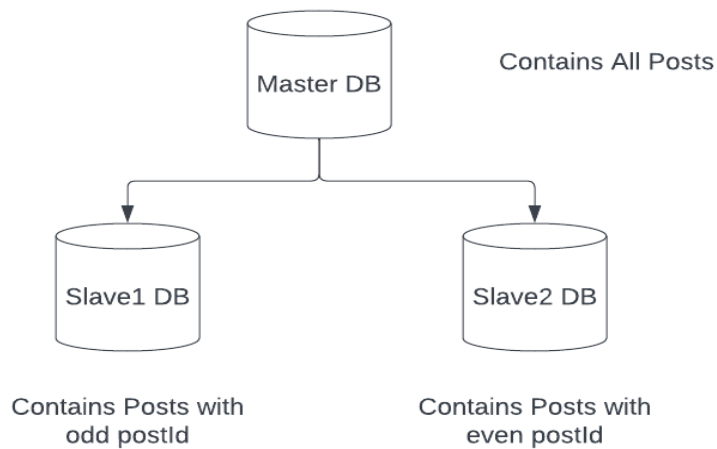 Master DB
Contains All Posts
Slave1 DB
Slave2 DB
Contains Posts with
odd postId
Contains Posts with
even postId